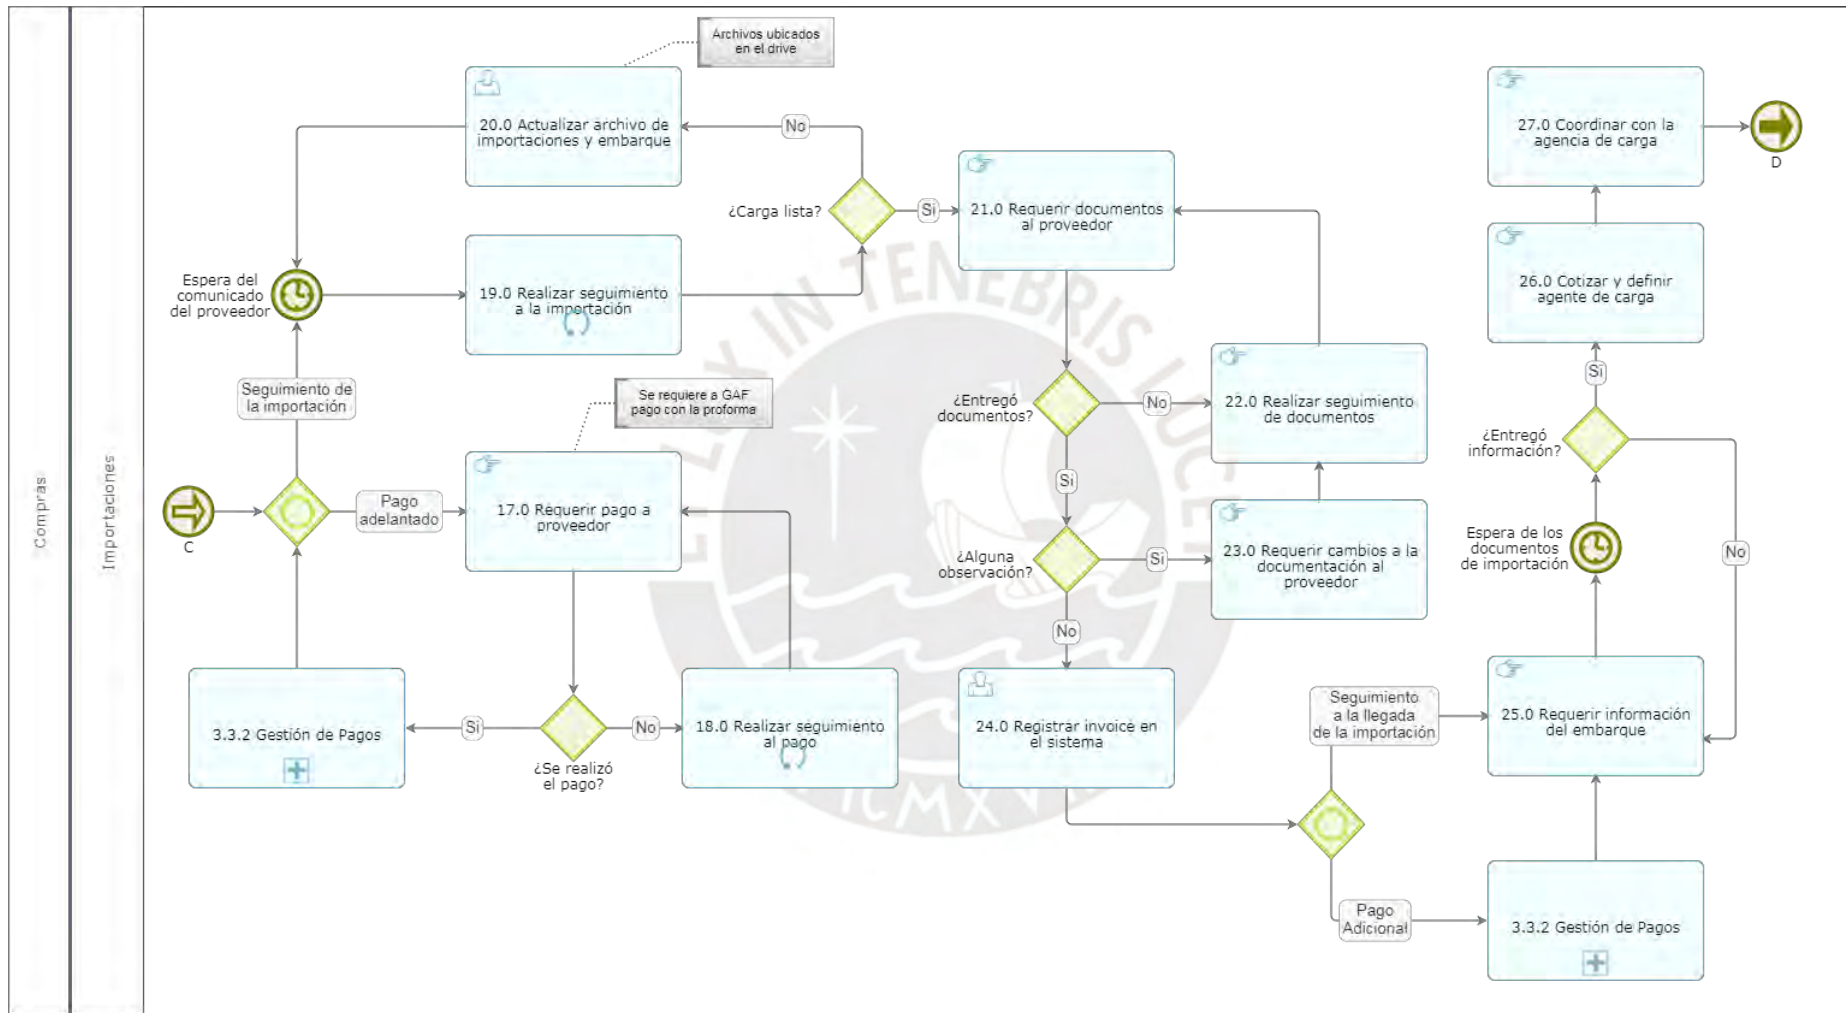 Compras
Importaciones
Archivos ubicados
en el drive
20.0 Actualizar archivo de
importaciones y embarque
No
¿Carga lista?
Si
21.0 Requerir documentos
al proveedor
27.0 Coordinar con la
agencia de carga
D
Espera del
comunicado
del proveedor
19.0 Realizar seguimiento
a la importación
26.0 Cotizar y definir
agente de carga
Seguimiento de
la importación
Se requiere a GAF
pago con la proforma
¿Entregó
documentos?
No
22.0 Realizar seguimiento
de documentos
Si
¿Entregó
información?
C
Pago
adelantado
17.0 Requerir pago a
proveedor
Si
¿Alguna
observación?
Si
23.0 Requerir cambios a la
documentación al
proveedor
Espera de los
documentos
de importación
No
No
3.3.2 Gestión de Pagos
Si
No
¿Se realizó
el pago?
18.0 Realizar seguimiento
al pago
24.0 Registrar invoice en
el sistema
Seguimiento
a la llegada
de la importación
25.0 Requerir información
del embarque
Pago
Adicional
3.3.2 Gestión de Pagos
ET LUX IN TENEBRIS LUCET